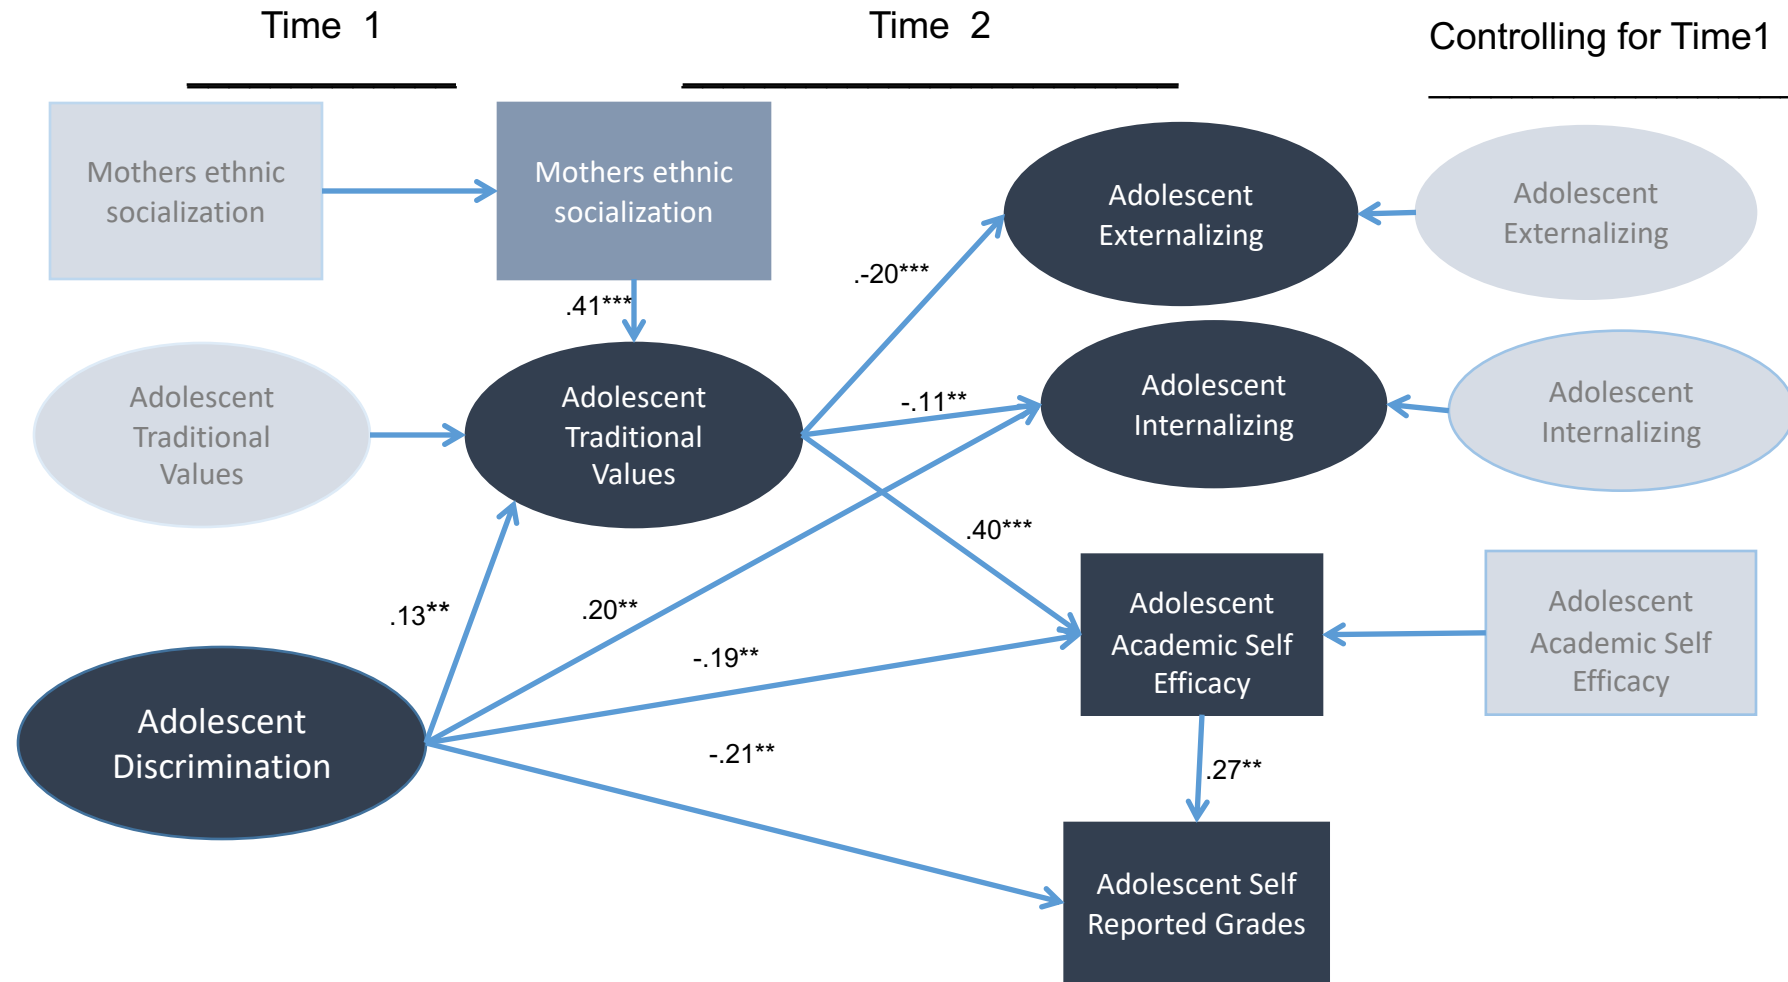 Time 1
Time 2
Controlling for Time1
Mothers ethnic
socialization
Mothers ethnic
socialization
Adolescent
Externalizing
Adolescent
Externalizing
.-20***
.41***
Adolescent
Traditional
Values
Adolescent
Traditional
Values
-.11**
Adolescent
Internalizing
Adolescent
Internalizing
.40***
.13**
.20**
-.19**
Adolescent
Academic Self
Efficacy
Adolescent
Academic Self
Efficacy
Adolescent
Discrimination
-.21**
.27**
Adolescent Self
Reported Grades